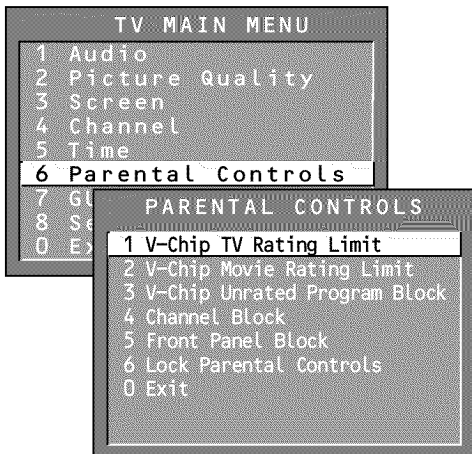 TV MAIN MENU
1 Audio
2 Picture Quality
3 Screen
4 Channel
5 Time
6 Parental Controls
7
8
0
PARENTAL CONTROLS
1 V-Chip TV Rating Limit
2 V-Chip Movie Rating Limit
3 V-Chip Unrated Program Block
4 Channel Block
5 Front Panel Block
6 Lock Parental Controls
0 Exit